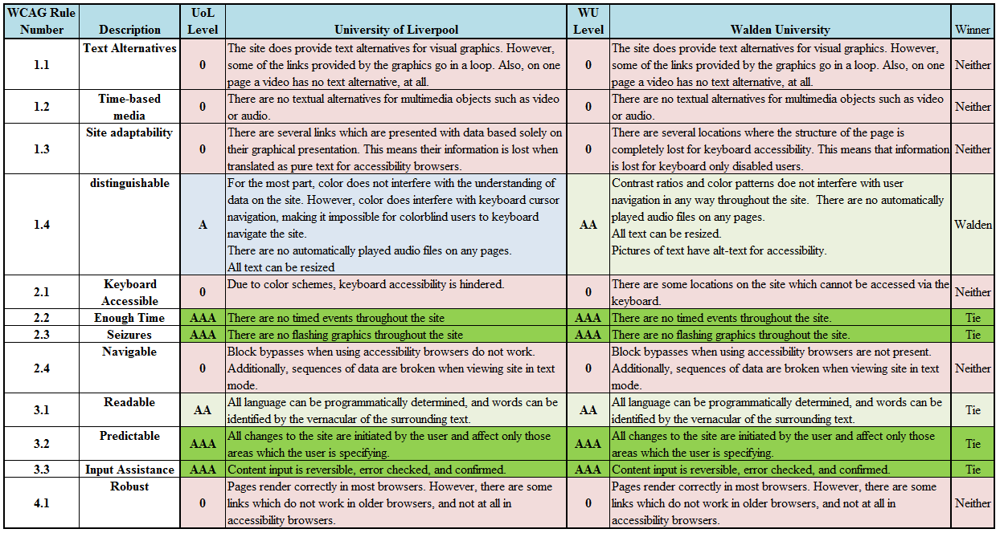 WCAG Rule Number Description UoL Level University of Liverpool WU Level Walden University Winner
1.1 Text Alternatives 0
The site does provide text alternatives for visual graphics. However,
some of the links provided by the graphics go in a loop. Also, on one
page a video has no text alternative, at all.
0
The site does provide text alternatives for visual graphics. However,
some of the links provided by the graphics go in a loop. Also, on one
page a video has no text alternative, at all.
Neither
1.2 Time-based media 0
There are no textual alternatives for multimedia objects such as video
or audio.
0
There are no textual alternatives for multimedia objects such as video
or audio.
Neither
1.3 Site adaptability 0
There are several links which are presented with data based solely on
their graphical presentation. This means their information is lost when
translated as pure text for accessibility browsers.
0
There are several locations where the structure of the page is
completely lost for keyboard accessibility. This means that information
is lost for keyboard only disabled users.
Neither
1.4 distinguishable A
For the most part, color does not interfere with the understanding of
data on the site. However, color does interfere with keyboard cursor
navigation, making it impossible for colorblind users to keyboard
navigate the site.
There are no automatically played audio files on any pages.
All text can be resized
AA
Contrast ratios and color patterns doe not interfere with user
navigation in any way throughout the site.  There are no automatically
played audio files on any pages.
All text can be resized.
Pictures of text have alt-text for accessibility.
Walden
2.1 Keyboard Accessible 0
Due to color schemes, keyboard accessibility is hindered.
0
There are some locations on the site which cannot be accessed via the
keyboard.
Neither
2.2 Enough Time AAA
There are no timed events throughout the site
AAA
There are no timed events throughout the site.
Tie
2.3 Seizures AAA
There are no flashing graphics throughout the site
AAA
There are no flashing graphics throughout the site.
Tie
2.4 Navigable 0
Block bypasses when using accessibility browsers do not work.
Additionally, sequences of data are broken when viewing site in text
mode.
0
Block bypasses when using accessibility browsers are not present.
Additionally, sequences of data are broken when viewing site in text
mode.
Neither
3.1 Readable AA
All language can be programmatically determined, and words can be
identified by the vernacular of the surrounding text.
AA
All language can be programmatically determined, and words can be
identified by the vernacular of the surrounding text.
Tie
3.2 Predictable AAA
All changes to the site are initiated by the user and affect only those
areas which the user is specifying.
AAA
All changes to the site are initiated by the user and affect only those
areas which the user is specifying.
Tie
3.3 Input Assistance AAA
Content input is reversible, error checked, and confirmed.
AAA
Content input is reversible, error checked, and confirmed.
Tie
4.1 Robust 0
Pages render correctly in most browsers. However, there are some
links which do not work in older browsers, and not at all in
accessibility browsers.
0
Pages render correctly in most browsers. However, there are some
links which do not work in older browsers, and not at all in
accessibility browsers.
Neither